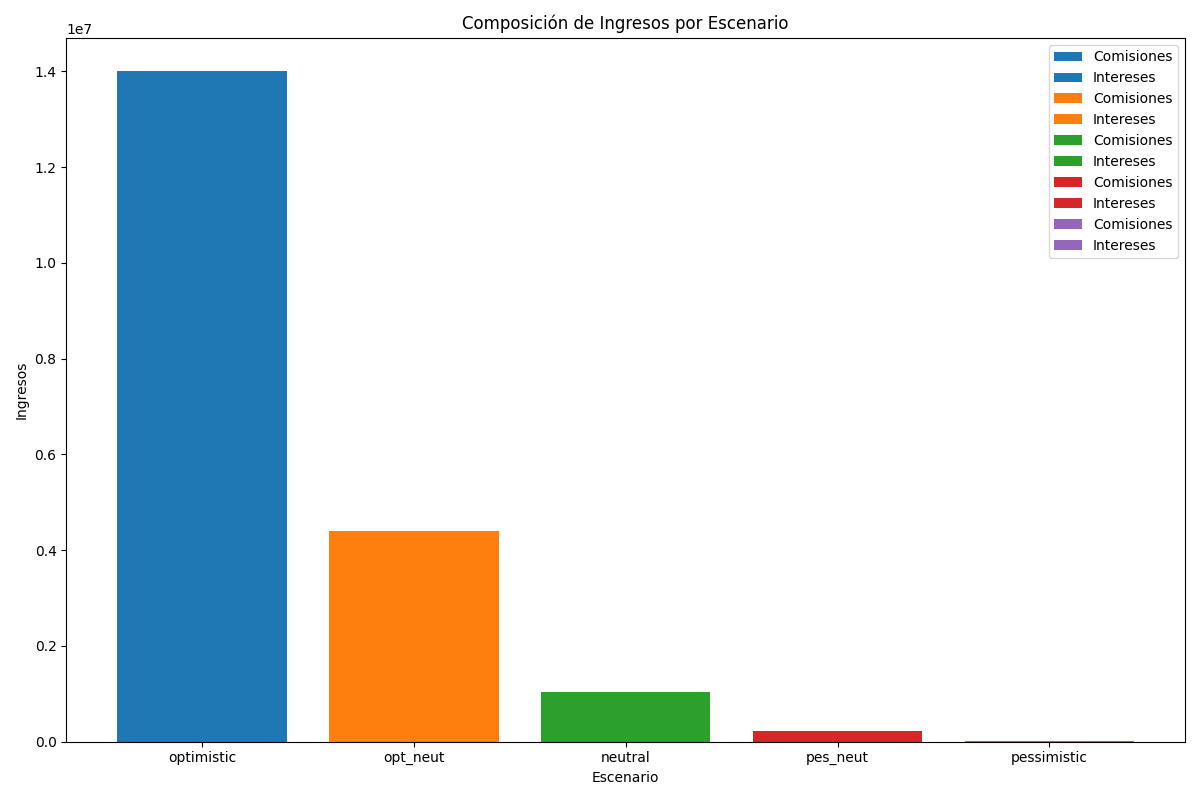 Composición de Ingresos por Escenario
1e7
1.4
1.2
1.0
0.8
0.6
0.4
0.2
0.0
Ingresos
optimistic
opt_neut
neutral
pes_neut
pessimistic
Escenario
Comisiones
Intereses
Comisiones
Intereses
Comisiones
Intereses
Comisiones
Intereses
Comisiones
Intereses